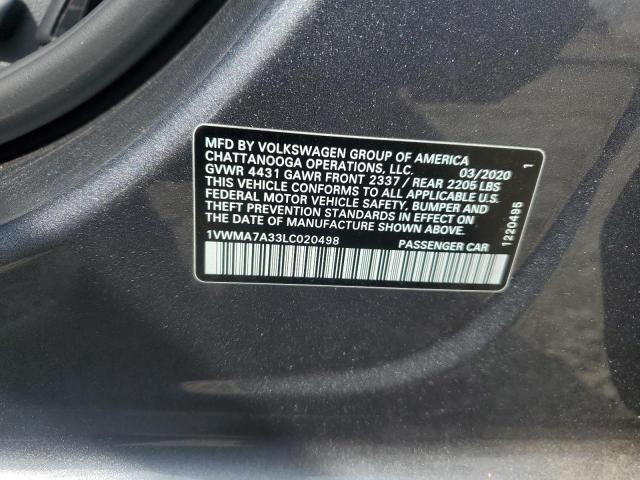 MFD BY VOLKSWAGEN GROUP OF AMERICA
CHATTANOOGA OPERATIONS, LLC. 03/2020 1
GVWR 4431 GAWR FRONT 2337 / REAR 2205 LBS
THIS VEHICLE CONFORMS TO ALL APPLICABLE U.S.
FEDERAL MOTOR VEHICLE SAFETY, BUMPER AND
THEFT PREVENTION STANDARDS IN EFFECT ON
THE DATE OF MANUFACTURE SHOWN ABOVE.
1VWMA7A33LC020498 PASSENGER CAR
1220495